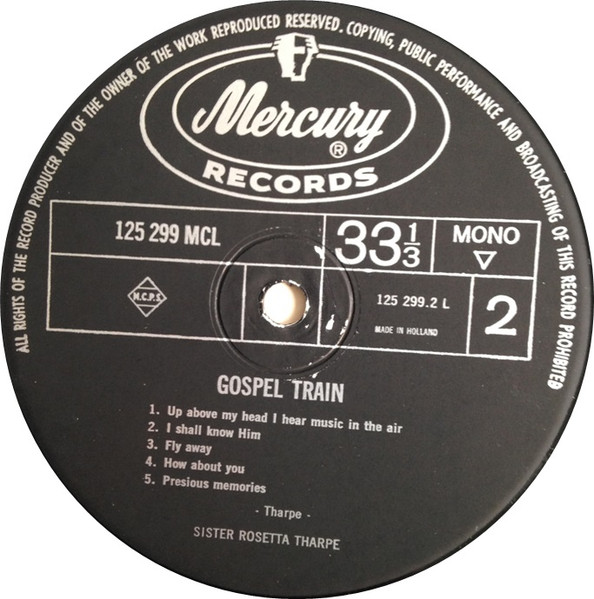 ALL RIGHTS OF THE RECORD PRODUCER AND OF THE OWNER OF THE WORK REPRODUCED RESERVED. COPYING, PUBLIC PERFORMANCE AND BROADCASTING OF THIS RECORD PROHIBITED
Mercury ®
RECORDS
125 299 MCL
33 1/3
MONO
▽
N.C.P.S.
125 299.2 L
MADE IN HOLLAND
2
GOSPEL TRAIN
1. Up above my head I hear music in the air
2. I shall know Him
3. Fly away
4. How about you
5. Presious memories
- Tharpe -
SISTER ROSETTA THARPE